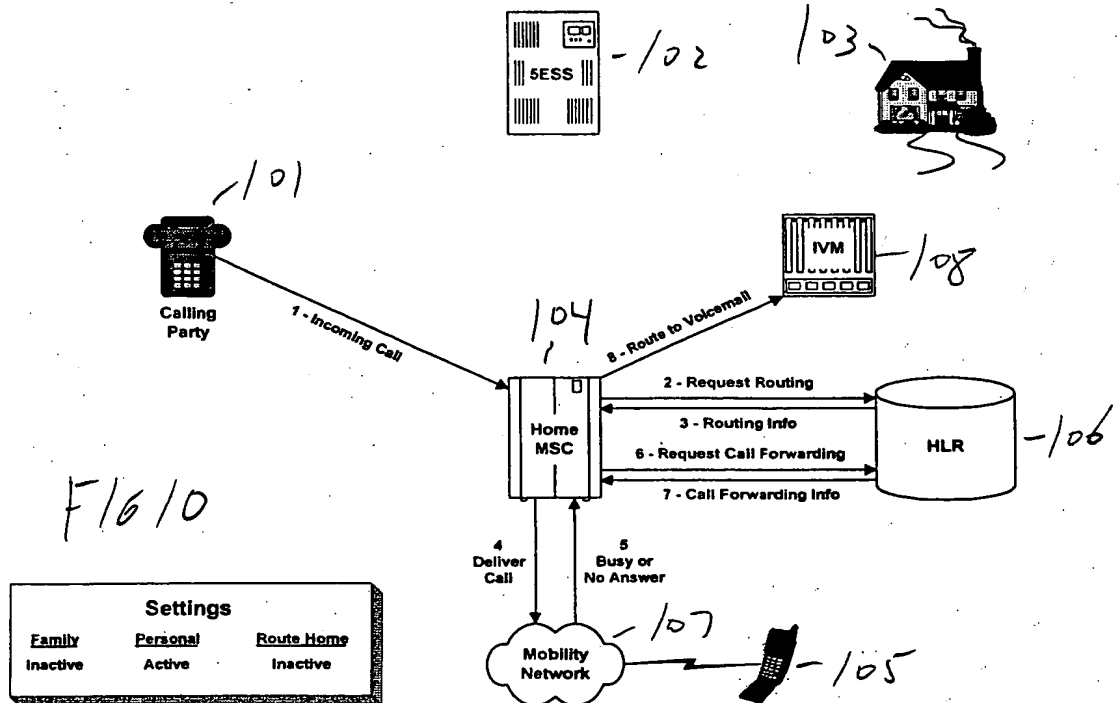 5ESS
102
103
101
Calling
Party
1 - Incoming Call
IVM
108
8 - Route to Voicemail
104
Home
MSC
2 - Request Routing
3 - Routing Info
6 - Request Call Forwarding
7 - Call Forwarding Info
HLR
106
FIG 10
4
Deliver
Call
5
Busy or
No Answer
Settings
Family Personal Route Home
Inactive Active Inactive
Mobility
Network
107
105